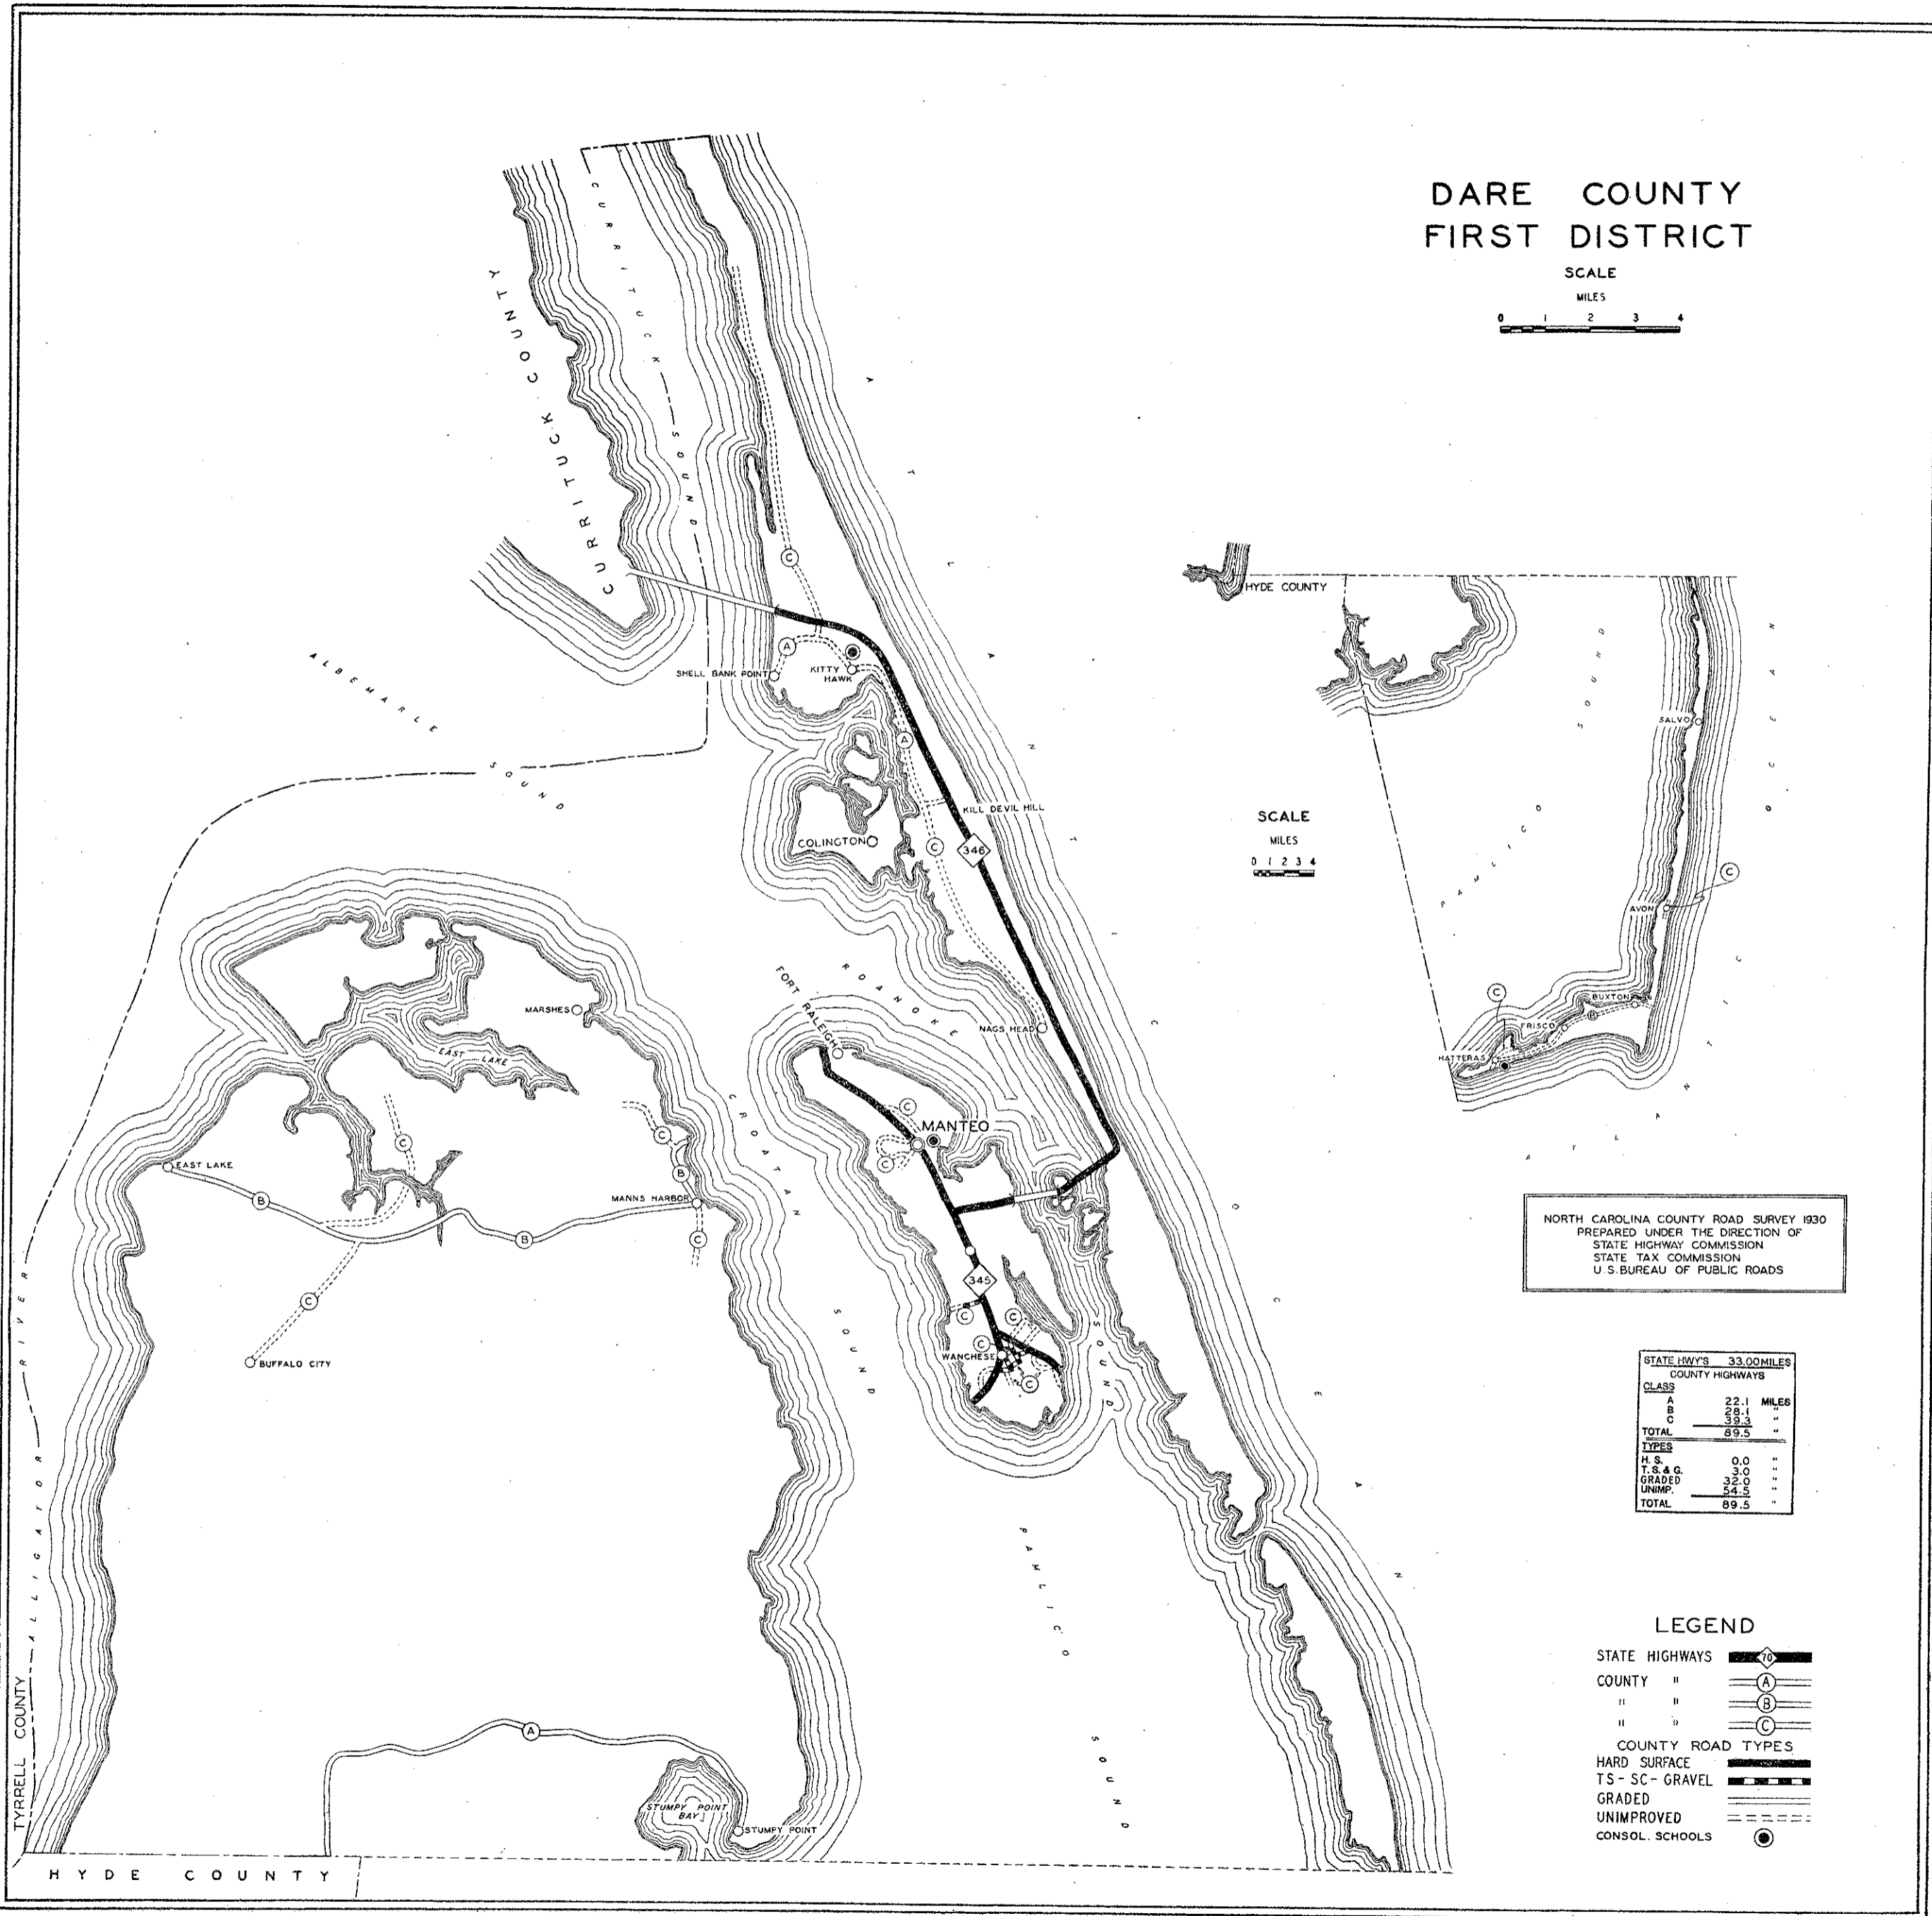 DARE COUNTY
FIRST DISTRICT
SCALE
MILES
0 1 2 3 4
CURRITUCK COUNTY
CURRITUCK SOUND
ATLANTIC OCEAN
ALBEMARLE SOUND
C
A
SHELL BANK POINT
KITTY
HAWK
A
KILL DEVIL HILL
COLINGTON
C
346
HYDE COUNTY
PAMLICO SOUND
ATLANTIC OCEAN
SALVO
C
AVON
SCALE
MILES
0 1 2 3 4
C
BUXTON
B
FRISCO
HATTERAS
MARSHES
EAST LAKE
FORT RALEIGH
ROANOKE SOUND
NAGS HEAD
CROATAN SOUND
C
MANTEO
C
C
C
B
EAST LAKE
B
B
MANNS HARBOR
C
C
BUFFALO CITY
345
C
C
C
WANCHESE
C
ALLIGATOR RIVER
TYRRELL COUNTY
PAMLICO SOUND
A
STUMPY POINT
BAY
STUMPY POINT
HYDE COUNTY
NORTH CAROLINA COUNTY ROAD SURVEY 1930
PREPARED UNDER THE DIRECTION OF
STATE HIGHWAY COMMISSION
STATE TAX COMMISSION
U.S. BUREAU OF PUBLIC ROADS
STATE HWY'S 33.00 MILES
COUNTY HIGHWAYS
CLASS
A 22.1 MILES
B 28.1 "
C 39.3 "
TOTAL 89.5 "
TYPES
H. S. 0.0 "
T. S. & G. 3.0 "
GRADED 32.0 "
UNIMP. 54.5 "
TOTAL 89.5 "
LEGEND
STATE HIGHWAYS 70
COUNTY " A
" " B
" " C
COUNTY ROAD TYPES
HARD SURFACE
TS-SC-GRAVEL
GRADED
UNIMPROVED
CONSOL. SCHOOLS